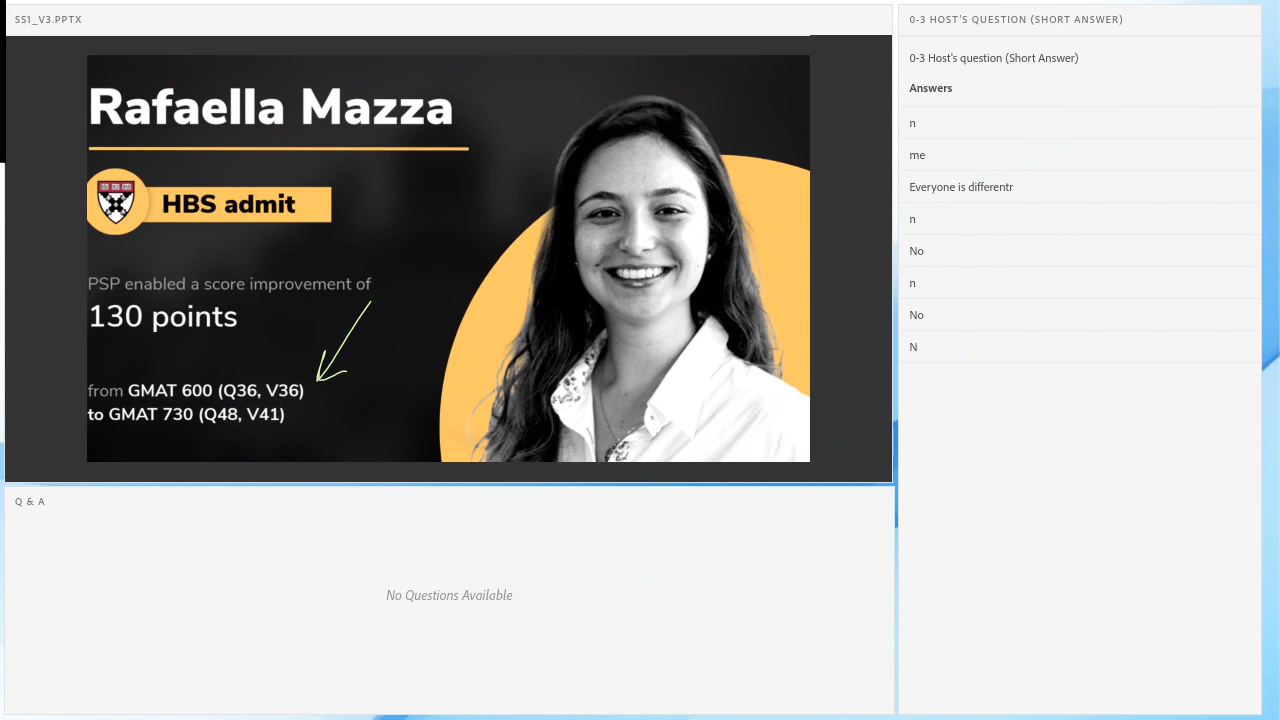 SS1_V3.PPTX
Rafaella Mazza
HBS admit
PSP enabled a score improvement of
130 points
from GMAT 600 (Q36, V36)
to GMAT 730 (Q48, V41)
Q & A
No Questions Available
0-3 HOST'S QUESTION (SHORT ANSWER)
0-3 Host's question (Short Answer)
Answers
n
me
Everyone is differentr
n
No
n
No
N